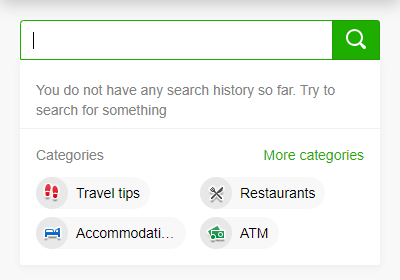 You do not have any search history so far. Try to
search for something
Categories More categories
Travel tips Restaurants
Accommodati... ATM